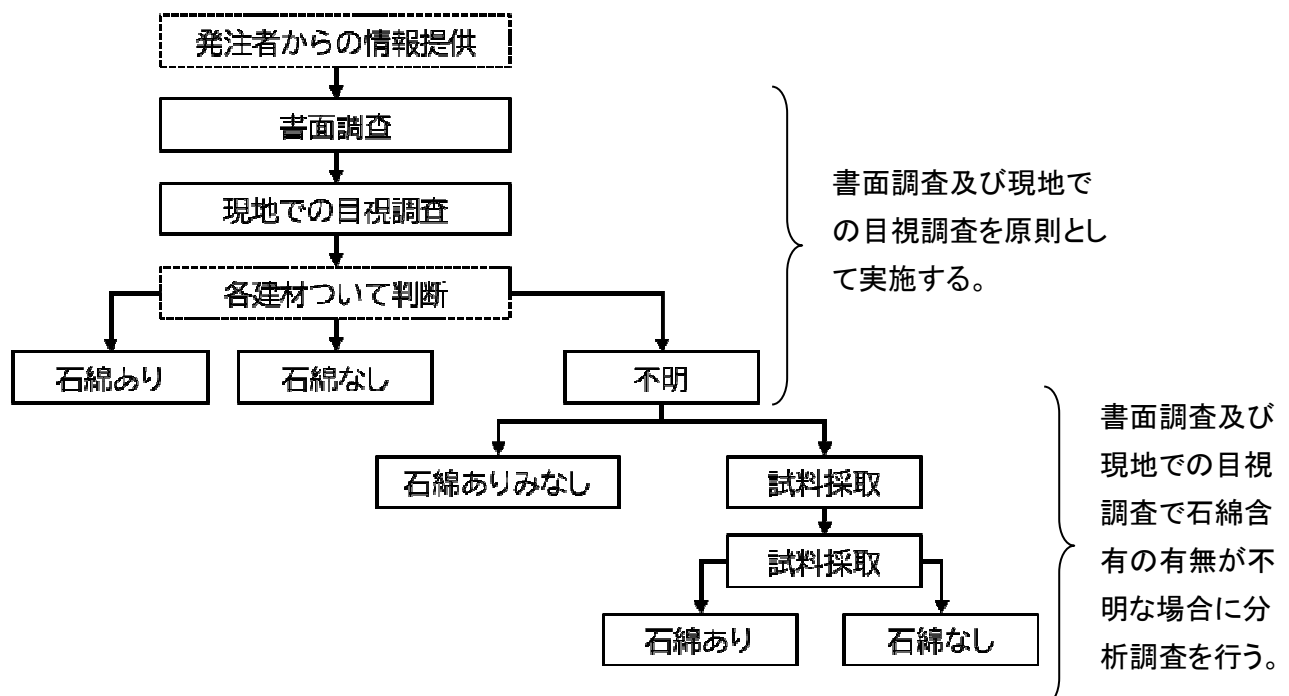 発注者からの情報提供
書面調査
現地での目視調査
各建材ついて判断
石綿あり
石綿なし
不明
書面調査及び現地で
の目視調査を原則とし
て実施する。
石綿ありみなし
試料採取
試料採取
石綿あり
石綿なし
書面調査及び
現地での目視
調査で石綿含
有の有無が不
明な場合に分
析調査を行う。